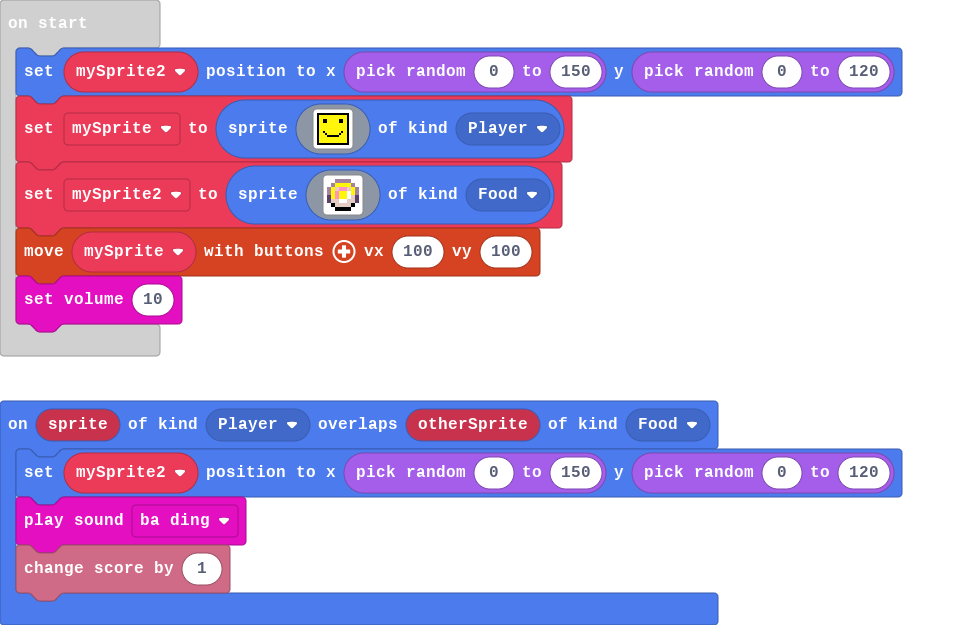 on start
set mySprite2 position to x pick random 0 to 150 y pick random 0 to 120
set mySprite to sprite of kind Player
set mySprite2 to sprite of kind Food
move mySprite with buttons vx 100 vy 100
set volume 10
on sprite of kind Player overlaps otherSprite of kind Food
set mySprite2 position to x pick random 0 to 150 y pick random 0 to 120
play sound ba ding
change score by 1